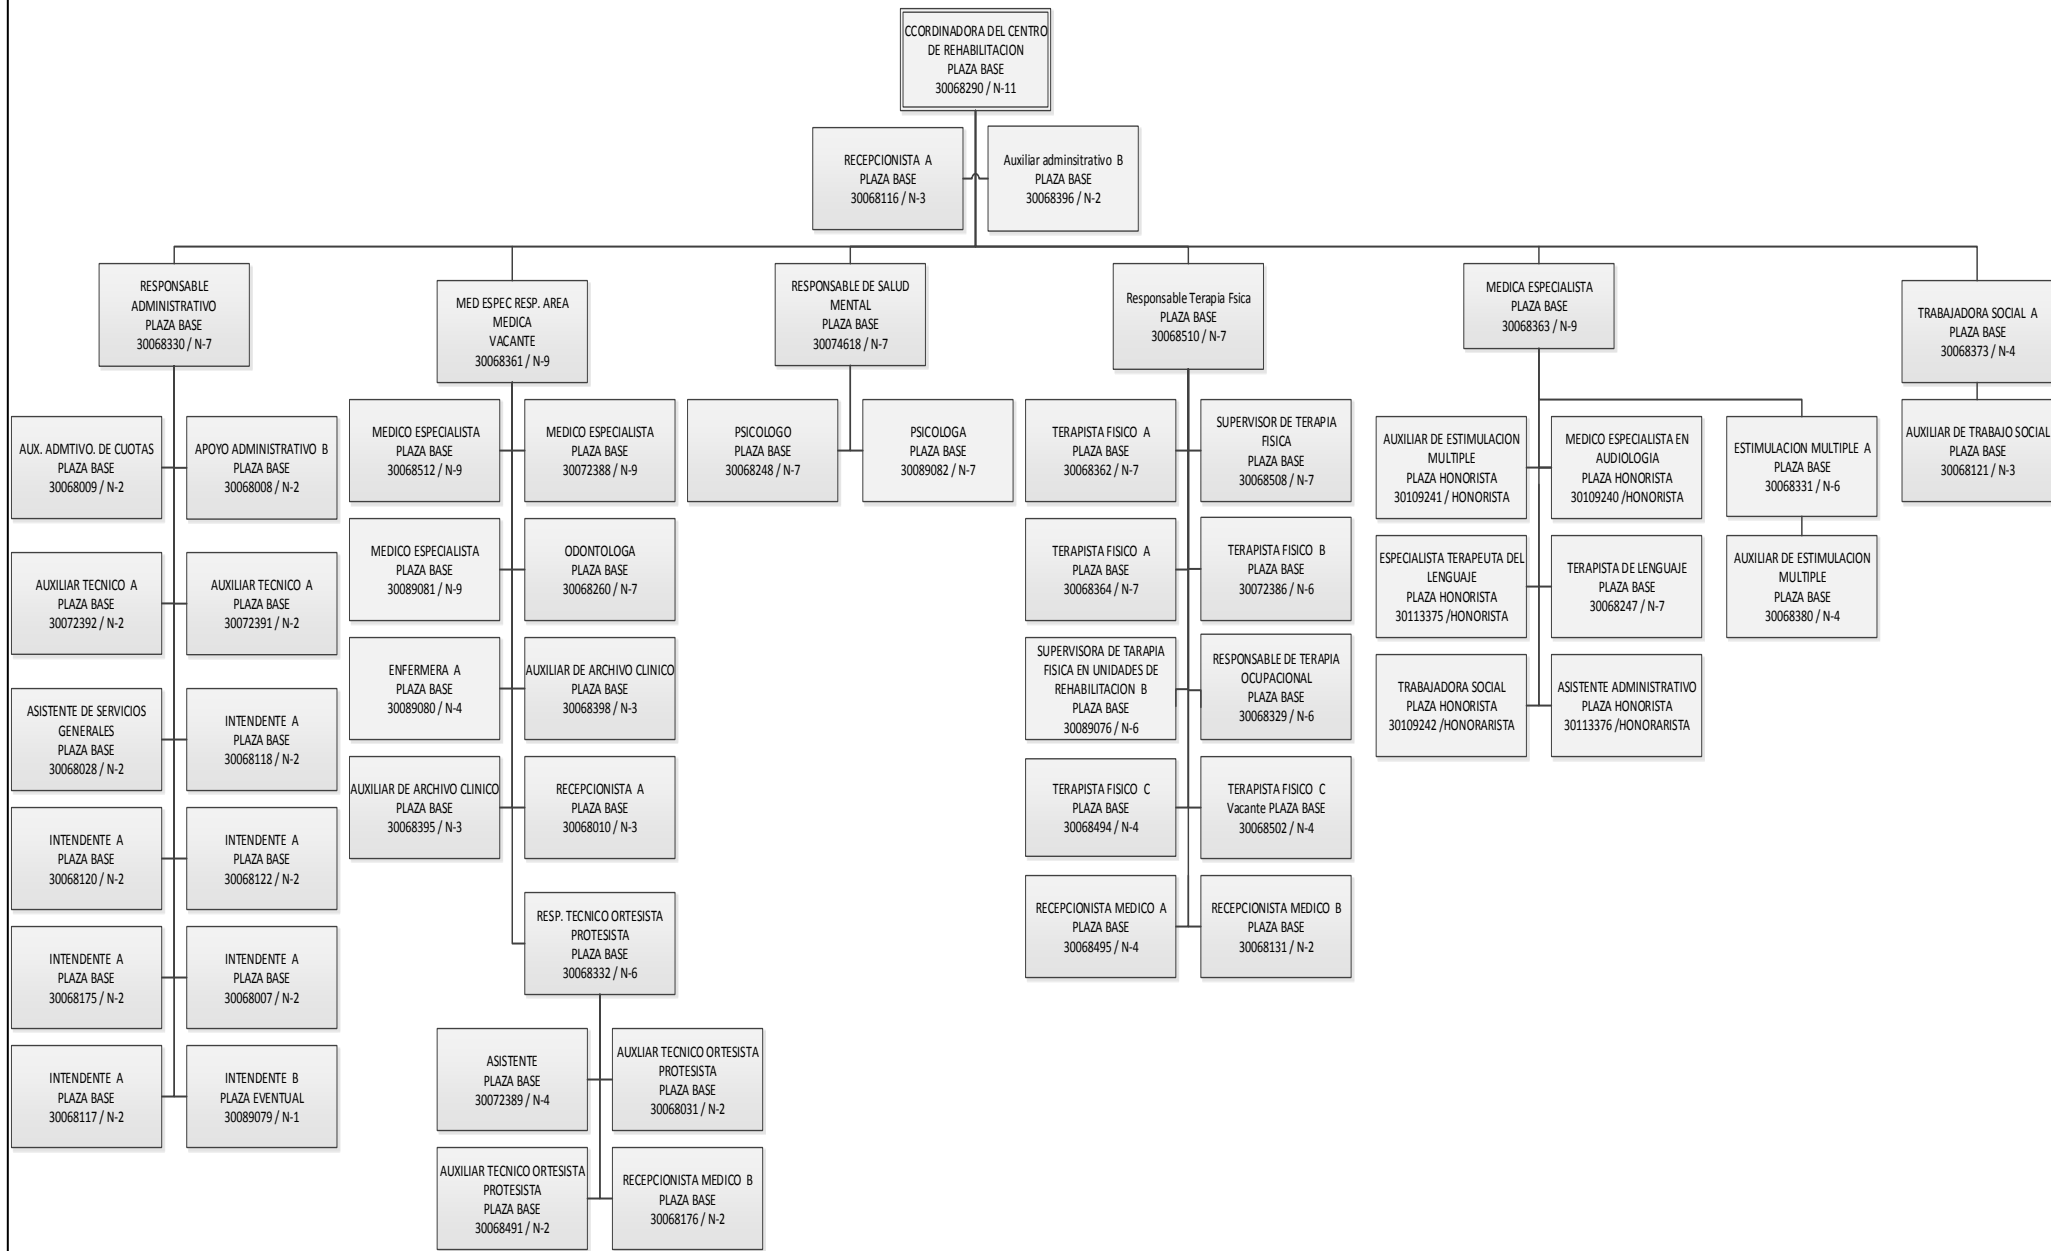 CCORDINADORA DEL CENTRO
DE REHABILITACION
PLAZA BASE
30068290 / N-11
RECEPCIONISTA A
PLAZA BASE
30068116 / N-3
Auxiliar adminsitrativo B
PLAZA BASE
30068396 / N-2
RESPONSABLE
ADMINISTRATIVO
PLAZA BASE
30068330 / N-7
MED ESPEC RESP. AREA
MEDICA
VACANTE
30068361 / N-9
RESPONSABLE DE SALUD
MENTAL
PLAZA BASE
30074618 / N-7
Responsable Terapia Fsica
PLAZA BASE
30068510 / N-7
MEDICA ESPECIALISTA
PLAZA BASE
30068363 / N-9
TRABAJADORA SOCIAL A
PLAZA BASE
30068373 / N-4
AUX. ADMTIVO. DE CUOTAS
PLAZA BASE
30068009 / N-2
APOYO ADMINISTRATIVO B
PLAZA BASE
30068008 / N-2
AUXILIAR TECNICO A
PLAZA BASE
30072392 / N-2
AUXILIAR TECNICO A
PLAZA BASE
30072391 / N-2
ASISTENTE DE SERVICIOS
GENERALES
PLAZA BASE
30068028 / N-2
INTENDENTE A
PLAZA BASE
30068118 / N-2
INTENDENTE A
PLAZA BASE
30068120 / N-2
INTENDENTE A
PLAZA BASE
30068122 / N-2
INTENDENTE A
PLAZA BASE
30068175 / N-2
INTENDENTE A
PLAZA BASE
30068007 / N-2
INTENDENTE A
PLAZA BASE
30068117 / N-2
INTENDENTE B
PLAZA EVENTUAL
30089079 / N-1
MEDICO ESPECIALISTA
PLAZA BASE
30068512 / N-9
MEDICO ESPECIALISTA
PLAZA BASE
30072388 / N-9
MEDICO ESPECIALISTA
PLAZA BASE
30089081 / N-9
ODONTOLOGA
PLAZA BASE
30068260 / N-7
ENFERMERA A
PLAZA BASE
30089080 / N-4
AUXILIAR DE ARCHIVO CLINICO
PLAZA BASE
30068398 / N-3
AUXILIAR DE ARCHIVO CLINICO
PLAZA BASE
30068395 / N-3
RECEPCIONISTA A
PLAZA BASE
30068010 / N-3
RESP. TECNICO ORTESISTA
PROTESISTA
PLAZA BASE
30068332 / N-6
ASISTENTE
PLAZA BASE
30072389 / N-4
AUXLIAR TECNICO ORTESISTA
PROTESISTA
PLAZA BASE
30068031 / N-2
AUXILIAR TECNICO ORTESISTA
PROTESISTA
PLAZA BASE
30068491 / N-2
RECEPCIONISTA MEDICO B
PLAZA BASE
30068176 / N-2
PSICOLOGO
PLAZA BASE
30068248 / N-7
PSICOLOGA
PLAZA BASE
30089082 / N-7
TERAPISTA FISICO A
PLAZA BASE
30068362 / N-7
SUPERVISOR DE TERAPIA
FISICA
PLAZA BASE
30068508 / N-7
TERAPISTA FISICO A
PLAZA BASE
30068364 / N-7
TERAPISTA FISICO B
PLAZA BASE
30072386 / N-6
SUPERVISORA DE TARAPIA
FISICA EN UNIDADES DE
REHABILITACION B
PLAZA BASE
30089076 / N-6
RESPONSABLE DE TERAPIA
OCUPACIONAL
PLAZA BASE
30068329 / N-6
TERAPISTA FISICO C
PLAZA BASE
30068494 / N-4
TERAPISTA FISICO C
Vacante PLAZA BASE
30068502 / N-4
RECEPCIONISTA MEDICO A
PLAZA BASE
30068495 / N-4
RECEPCIONISTA MEDICO B
PLAZA BASE
30068131 / N-2
AUXILIAR DE ESTIMULACION
MULTIPLE
PLAZA HONORISTA
30109241 / HONORISTA
MEDICO ESPECIALISTA EN
AUDIOLOGIA
PLAZA HONORISTA
30109240 /HONORISTA
ESPECIALISTA TERAPEUTA DEL
LENGUAJE
PLAZA HONORISTA
30113375 /HONORISTA
TERAPISTA DE LENGUAJE
PLAZA BASE
30068247 / N-7
TRABAJADORA SOCIAL
PLAZA HONORISTA
30109242 /HONORARISTA
ASISTENTE ADMINISTRATIVO
PLAZA HONORISTA
30113376 /HONORARISTA
ESTIMULACION MULTIPLE A
PLAZA BASE
30068331 / N-6
AUXILIAR DE ESTIMULACION
MULTIPLE
PLAZA BASE
30068380 / N-4
AUXILIAR DE TRABAJO SOCIAL
PLAZA BASE
30068121 / N-3